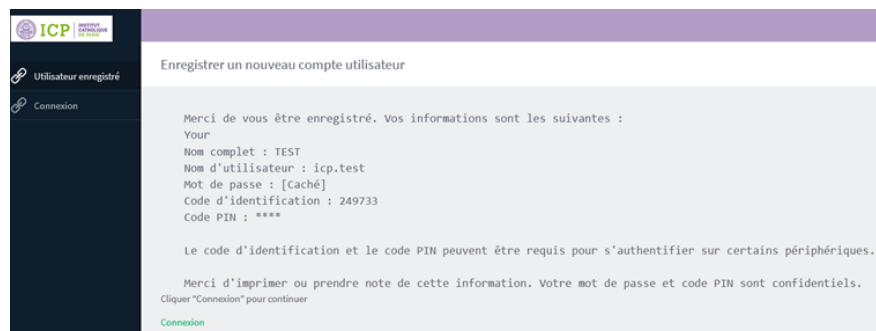 ICP INSTITUT CATHOLIQUE DE PARIS
Utilisateur enregistré
Connexion
Enregistrer un nouveau compte utilisateur
Merci de vous être enregistré. Vos informations sont les suivantes :
Your
Nom complet : TEST
Nom d'utilisateur : icp.test
Mot de passe : [Caché]
Code d'identification : 249733
Code PIN : ****
Le code d'identification et le code PIN peuvent être requis pour s'authentifier sur certains périphériques.
Merci d'imprimer ou prendre note de cette information. Votre mot de passe et code PIN sont confidentiels.
Cliquer "Connexion" pour continuer
Connexion